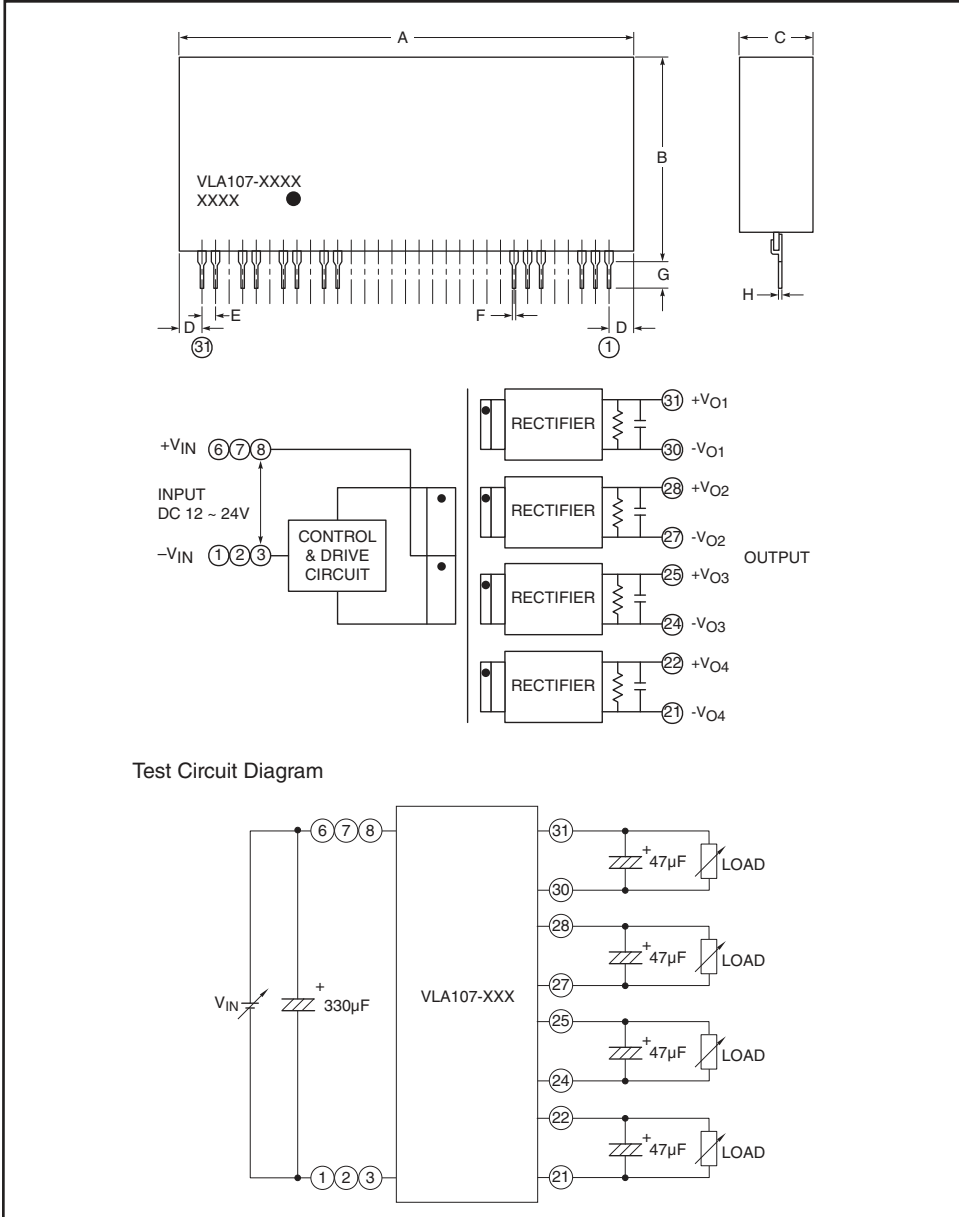 A
C
B
VLA107-XXXX
XXXX
G
H
D
E
F
D
31
1
+VIN 6 7 8
INPUT
DC 12 ~ 24V
–VIN 1 2 3
CONTROL
& DRIVE
CIRCUIT
RECTIFIER
31 +VO1
30 -VO1
RECTIFIER
28 +VO2
27 -VO2
OUTPUT
RECTIFIER
25 +VO3
24 -VO3
RECTIFIER
22 +VO4
21 -VO4
Test Circuit Diagram
6 7 8
VIN
+
330µF
1 2 3
VLA107-XXX
31
+
47µF
LOAD
30
28
+
47µF
LOAD
27
25
+
47µF
LOAD
24
22
+
47µF
LOAD
21